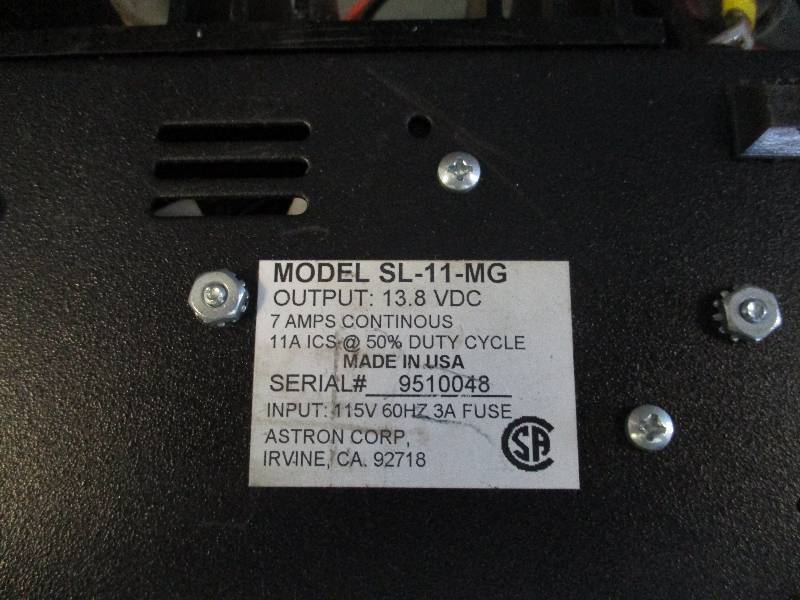 MODEL SL-11-MG
OUTPUT: 13.8 VDC
7 AMPS CONTINOUS
11A ICS @ 50% DUTY CYCLE
MADE IN USA
SERIAL# 9510048
INPUT: 115V 60HZ 3A FUSE
ASTRON CORP,
IRVINE, CA. 92718
SA